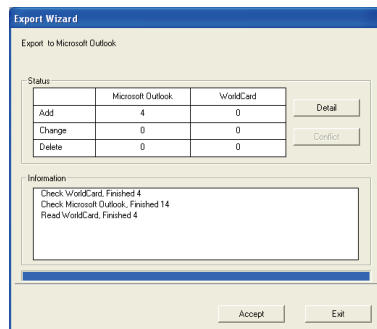 Export Wizard
Export to Microsoft Outlook
Status
Microsoft Outlook WorldCard
Add 4 0
Change 0 0
Delete 0 0
Detail
Conflict
Information
Check WorldCard, Finished 4
Check Microsoft Outlook, Finished 14
Read WorldCard, Finished 4
Accept Exit